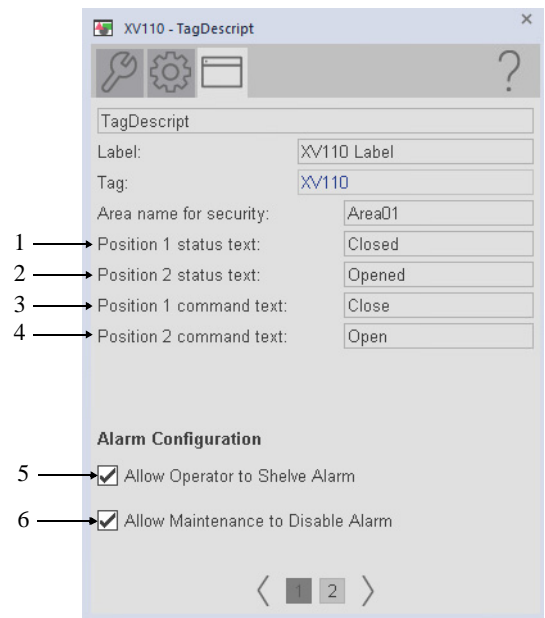 XV110 - TagDescript
TagDescript
Label: XV110 Label
Tag: XV110
Area name for security: Area01
1 Position 1 status text: Closed
2 Position 2 status text: Opened
3 Position 1 command text: Close
4 Position 2 command text: Open
Alarm Configuration
5 Allow Operator to Shelve Alarm
6 Allow Maintenance to Disable Alarm
1 2